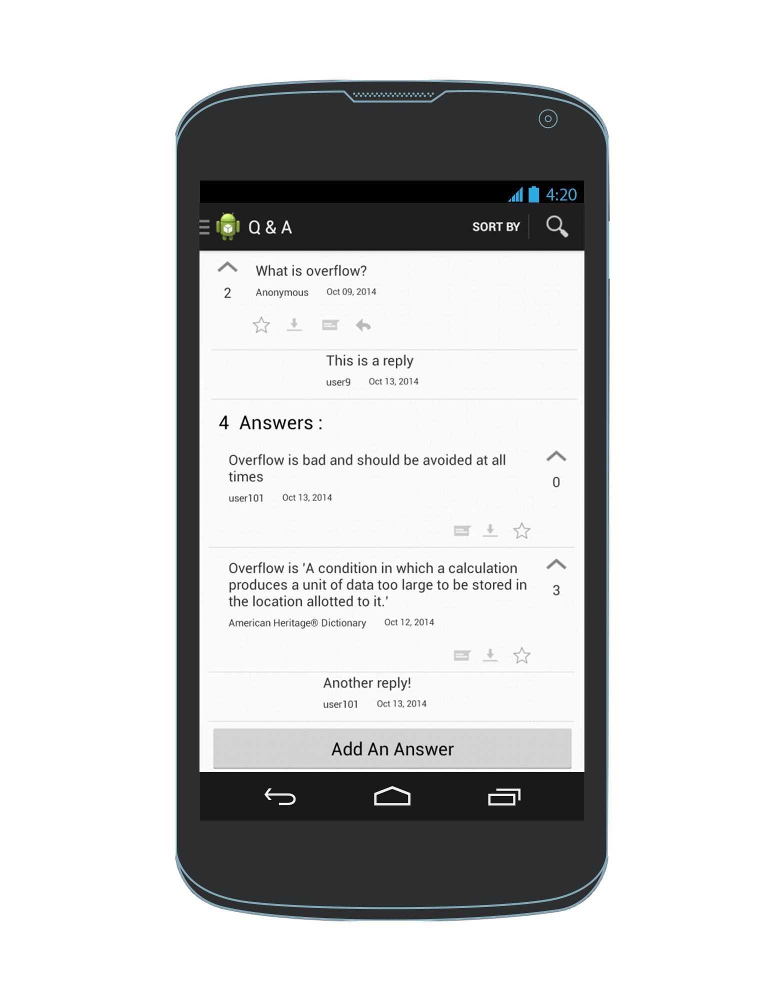 4:20
Q & A
SORT BY
What is overflow?
2
Anonymous Oct 09, 2014
This is a reply
user9 Oct 13, 2014
4 Answers :
Overflow is bad and should be avoided at all
times
0
user101 Oct 13, 2014
Overflow is 'A condition in which a calculation
produces a unit of data too large to be stored in
3
the location allotted to it.'
American Heritage® Dictionary Oct 12, 2014
Another reply!
user101 Oct 13, 2014
Add An Answer